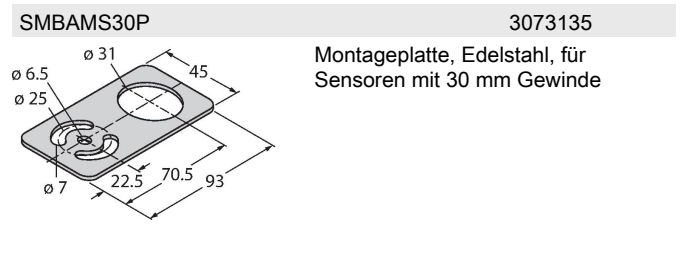 SMBAMS30P 3073135
Montageplatte, Edelstahl, für
Sensoren mit 30 mm Gewinde
ø 31
45
ø 6.5
ø 25
ø 7
22.5
70.5
93